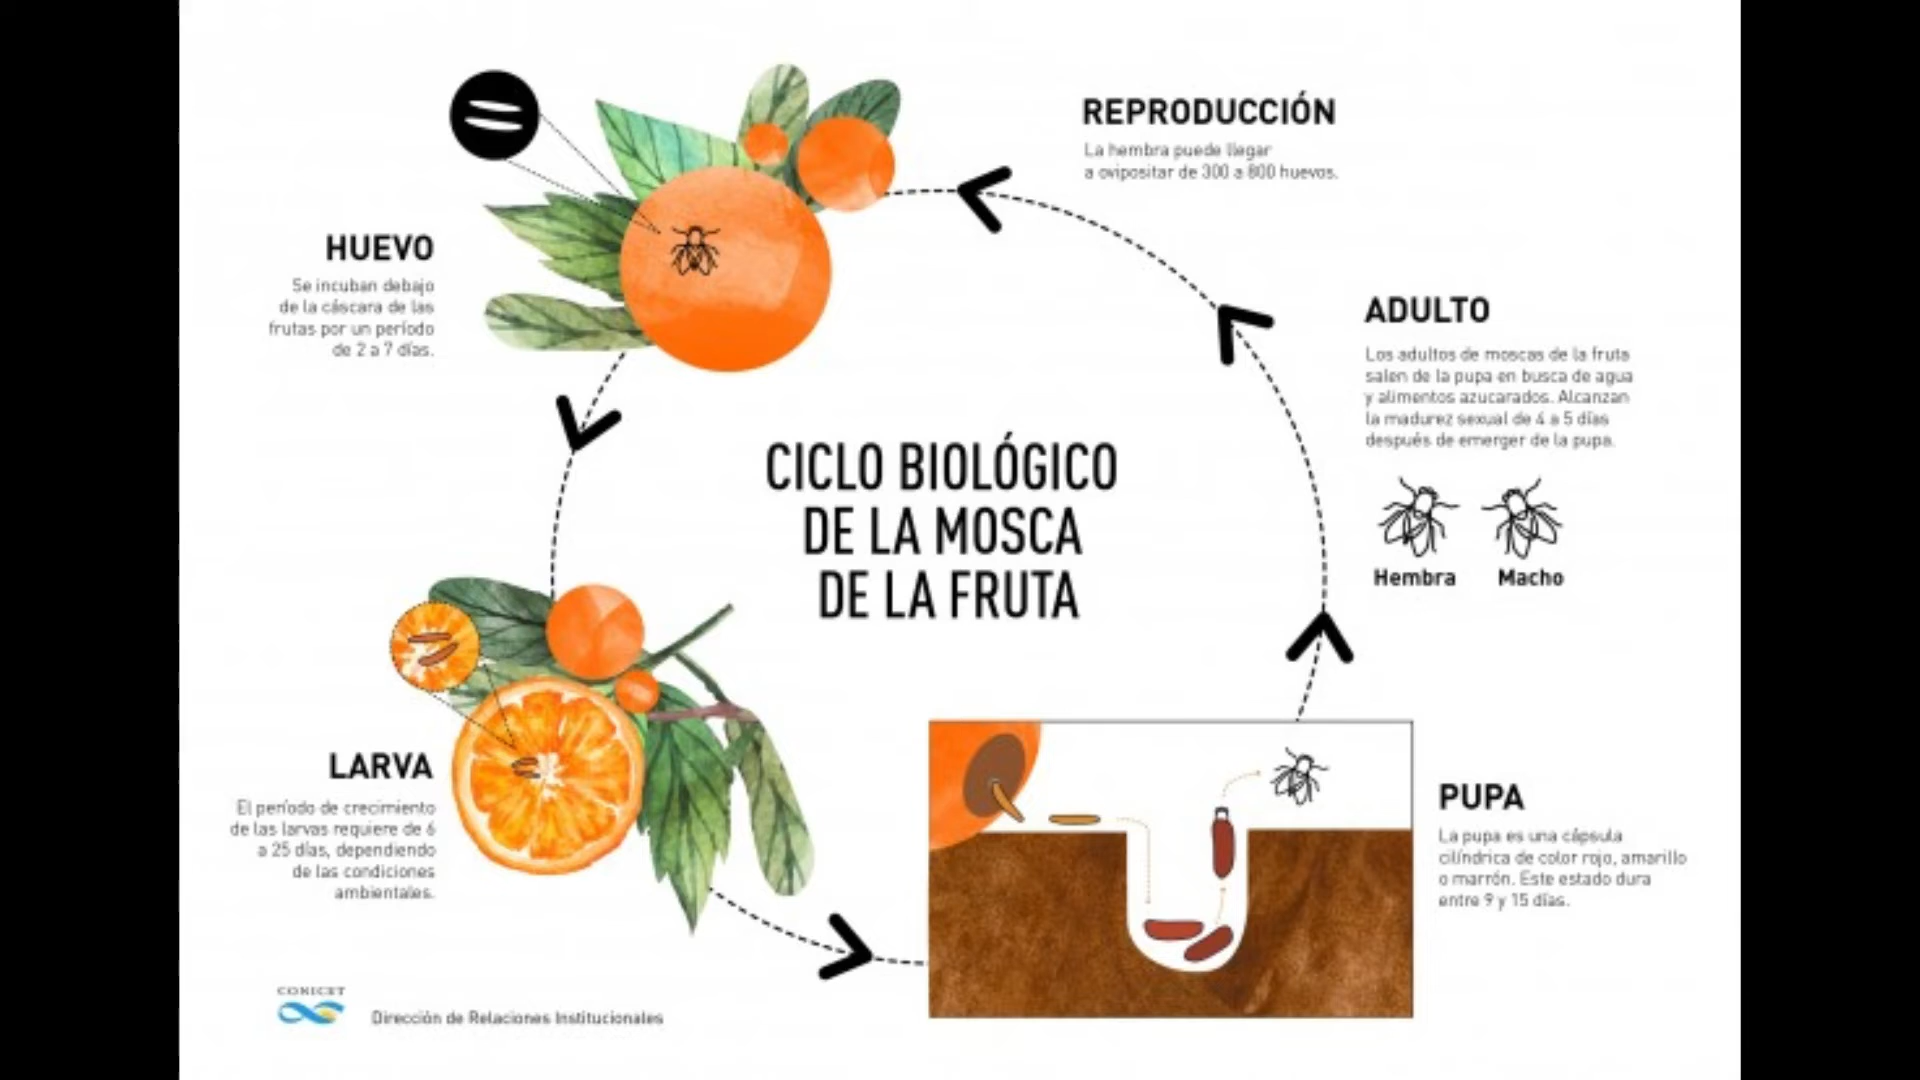 REPRODUCCIÓN
La hembra puede llegar
a ovipositar de 300 a 800 huevos.
HUEVO
Se incuban debajo
de la cáscara de las
frutas por un período
de 2 a 7 días.
ADULTO
Los adultos de moscas de la fruta
salen de la pupa en busca de agua
y alimentos azucarados. Alcanzan
la madurez sexual de 4 a 5 días
después de emerger de la pupa.
Hembra Macho
CICLO BIOLÓGICO
DE LA MOSCA
DE LA FRUTA
LARVA
El período de crecimiento
de las larvas requiere de 6
a 25 días, dependiendo
de las condiciones
ambientales.
PUPA
La pupa es una cápsula
cilíndrica de color rojo, amarillo
o marrón. Este estado dura
entre 9 y 15 días.
CONICET
Dirección de Relaciones Institucionales